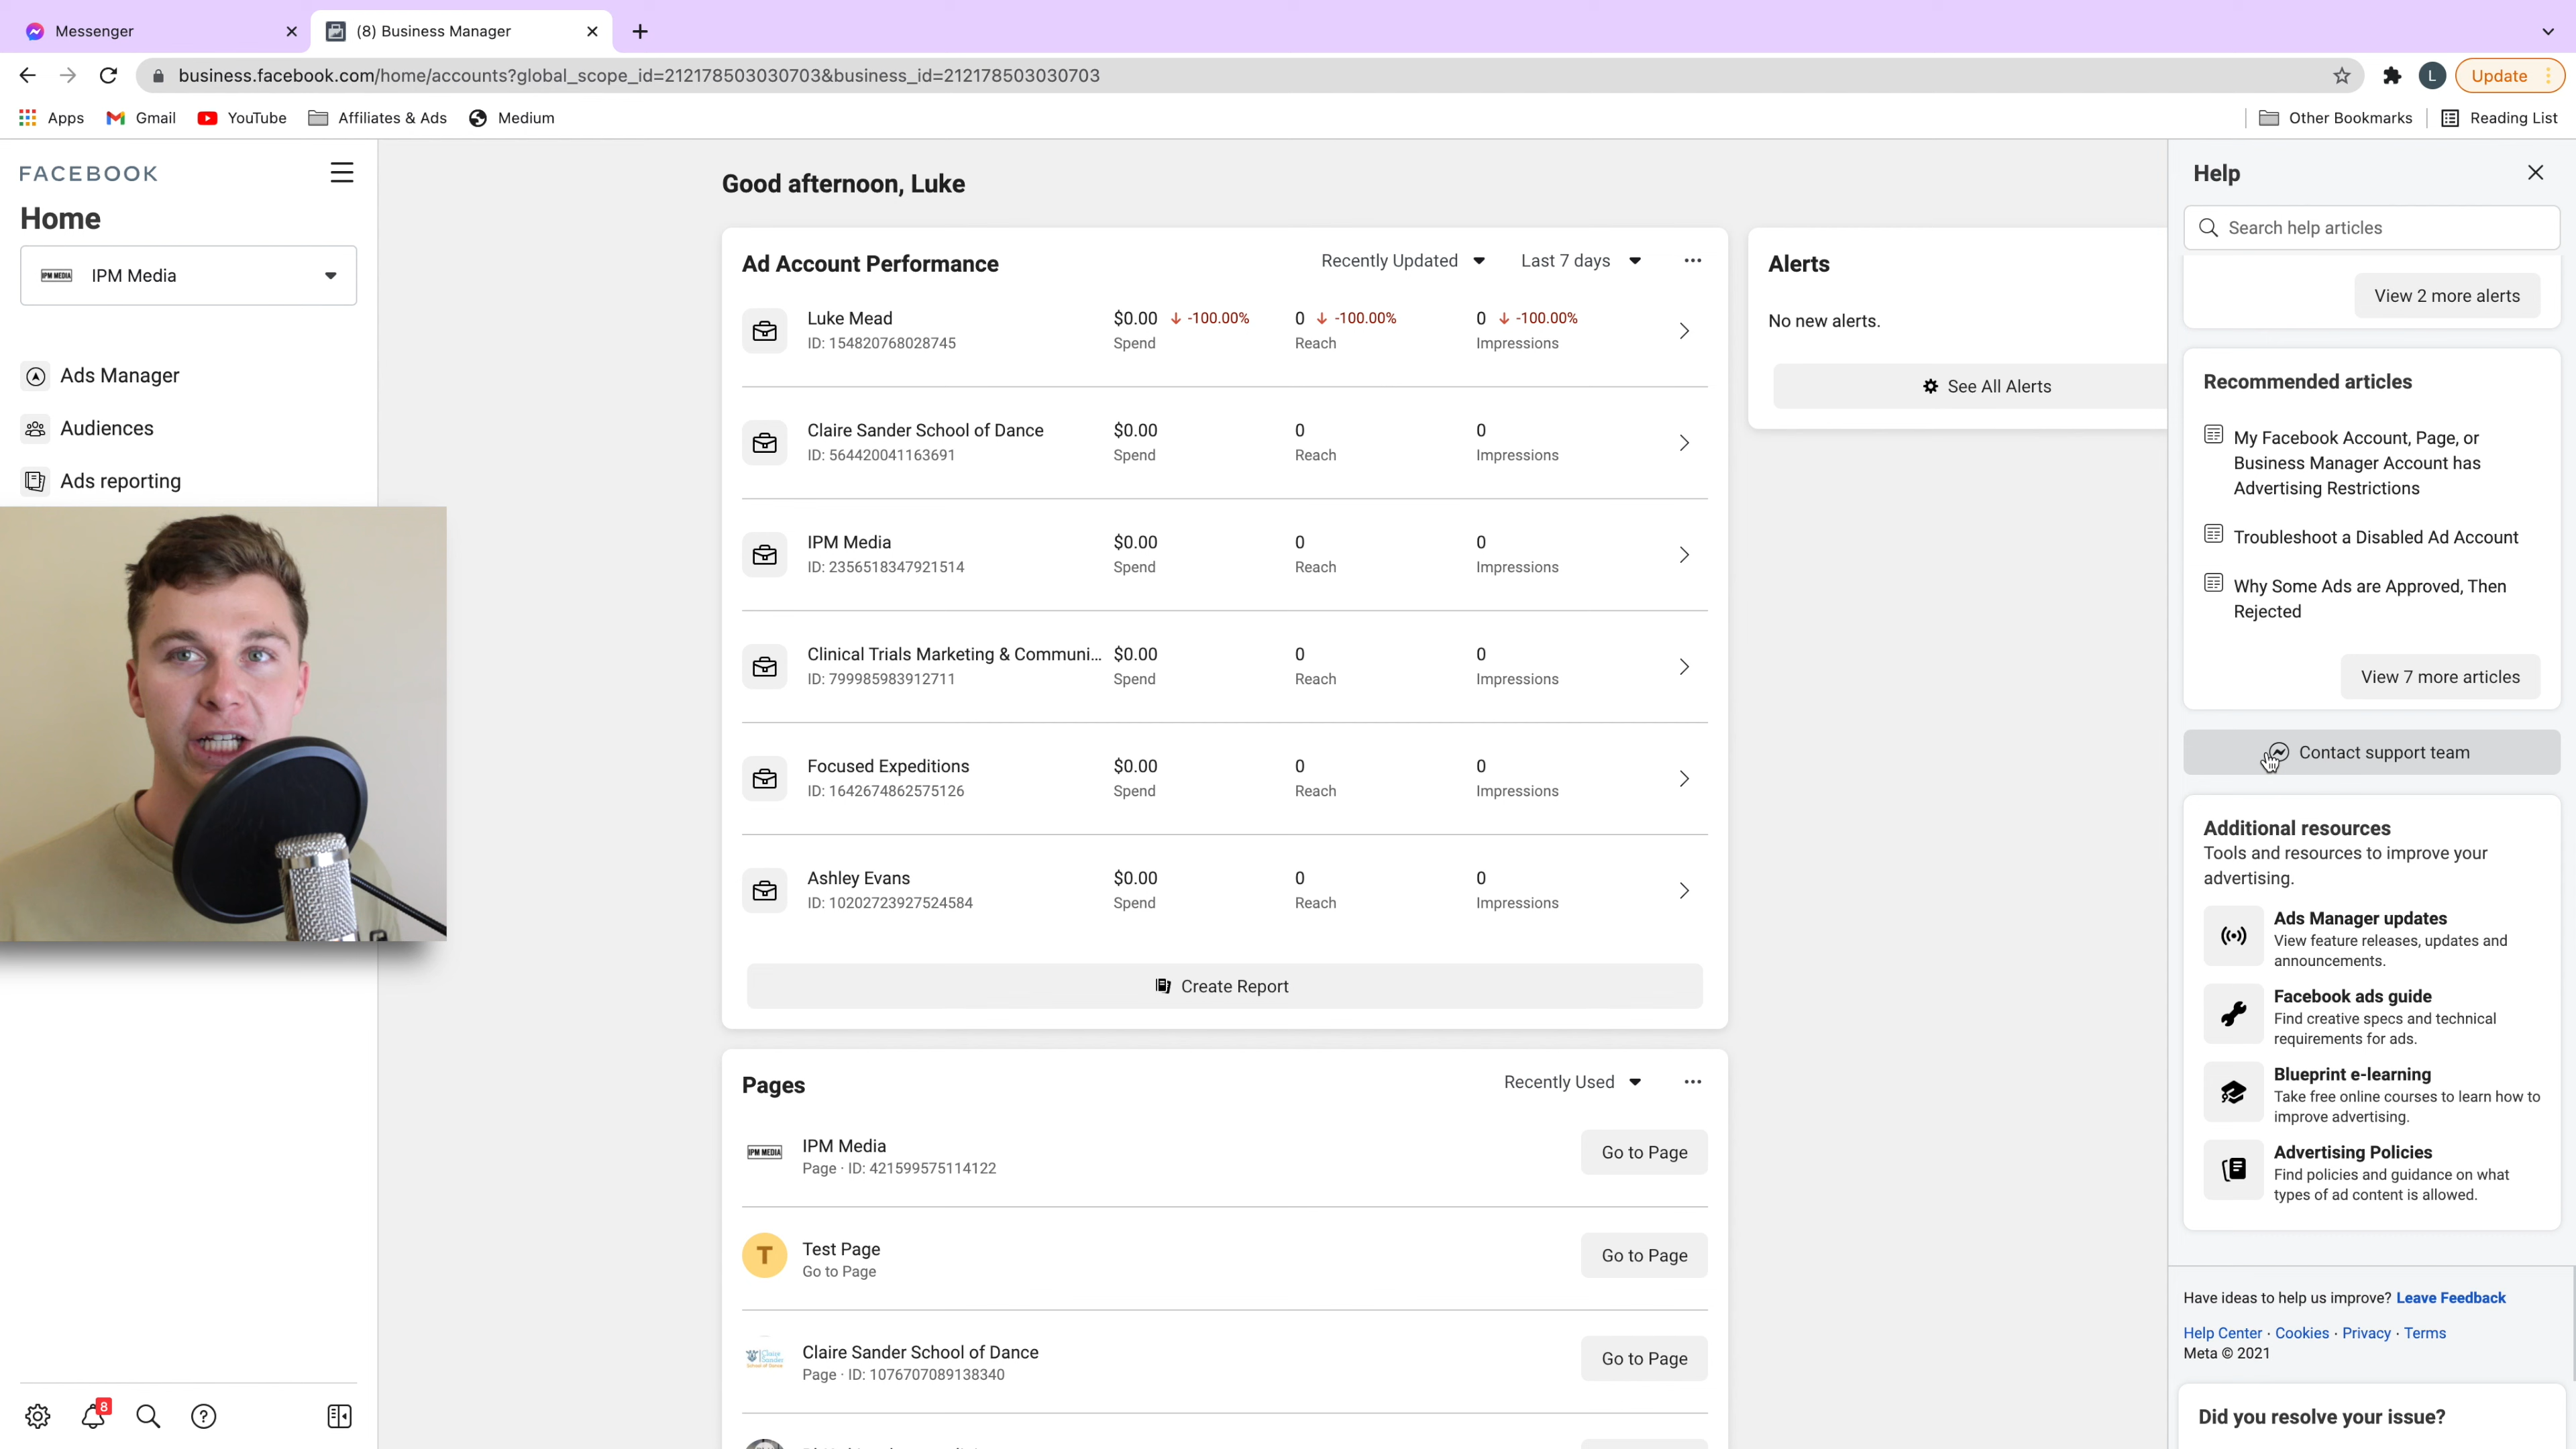 Messenger
(8) Business Manager
business.facebook.com/home/accounts?global_scope_id=212178503030703&business_id=212178503030703
L
Update
Apps
Gmail
YouTube
Affiliates & Ads
Medium
Other Bookmarks
Reading List
FACEBOOK
Home
IPM MEDIA
IPM Media
Ads Manager
Audiences
Ads reporting
8
Good afternoon, Luke
Ad Account Performance
Recently Updated
Last 7 days
Luke Mead
ID: 154820768028745
$0.00 -100.00%
Spend
0 -100.00%
Reach
0 -100.00%
Impressions
Claire Sander School of Dance
ID: 564420041163691
$0.00
Spend
0
Reach
0
Impressions
IPM Media
ID: 2356518347921514
$0.00
Spend
0
Reach
0
Impressions
Clinical Trials Marketing & Communi...
ID: 799985983912711
$0.00
Spend
0
Reach
0
Impressions
Focused Expeditions
ID: 1642674862575126
$0.00
Spend
0
Reach
0
Impressions
Ashley Evans
ID: 10202723927524584
$0.00
Spend
0
Reach
0
Impressions
Create Report
Pages
Recently Used
IPM MEDIA
IPM Media
Page · ID: 421599575114122
Go to Page
T
Test Page
Go to Page
Go to Page
Claire Sander School of Dance
Page · ID: 1076707089138340
Go to Page
Alerts
No new alerts.
See All Alerts
Help
Search help articles
View 2 more alerts
Recommended articles
My Facebook Account, Page, or
Business Manager Account has
Advertising Restrictions
Troubleshoot a Disabled Ad Account
Why Some Ads are Approved, Then
Rejected
View 7 more articles
Contact support team
Additional resources
Tools and resources to improve your
advertising.
Ads Manager updates
View feature releases, updates and
announcements.
Facebook ads guide
Find creative specs and technical
requirements for ads.
Blueprint e-learning
Take free online courses to learn how to
improve advertising.
Advertising Policies
Find policies and guidance on what
types of ad content is allowed.
Have ideas to help us improve? Leave Feedback
Help Center · Cookies · Privacy · Terms
Meta © 2021
Did you resolve your issue?